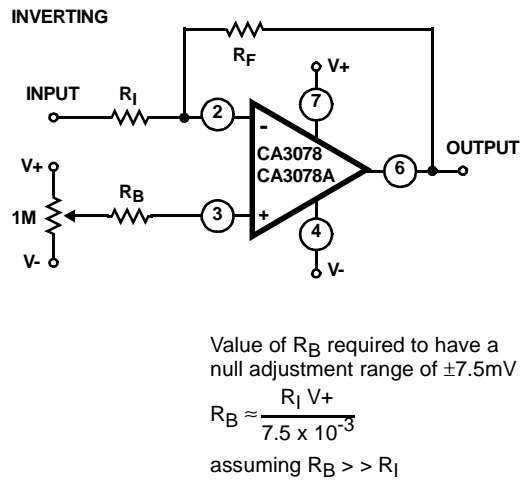 INVERTING
R_F
V+
INPUT
R_I
2
7
-
CA3078
CA3078A
6
OUTPUT
V+
1M
R_B
3
+
4
V-
V-
Value of R_B required to have a
null adjustment range of ±7.5mV
R_B ≈ R_I V+ / 7.5 x 10^-3
assuming R_B > > R_I